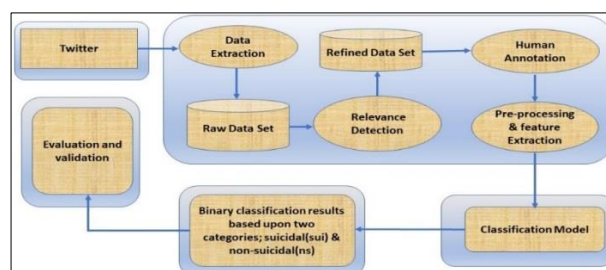 Twitter
Data
Extraction
Raw Data Set
Relevance
Detection
Refined Data Set
Human
Annotation
Pre-processing
& feature
Extraction
Classification Model
Binary classification results
based upon two
categories; suicidal(sui) &
non-suicidal(ns)
Evaluation and
validation